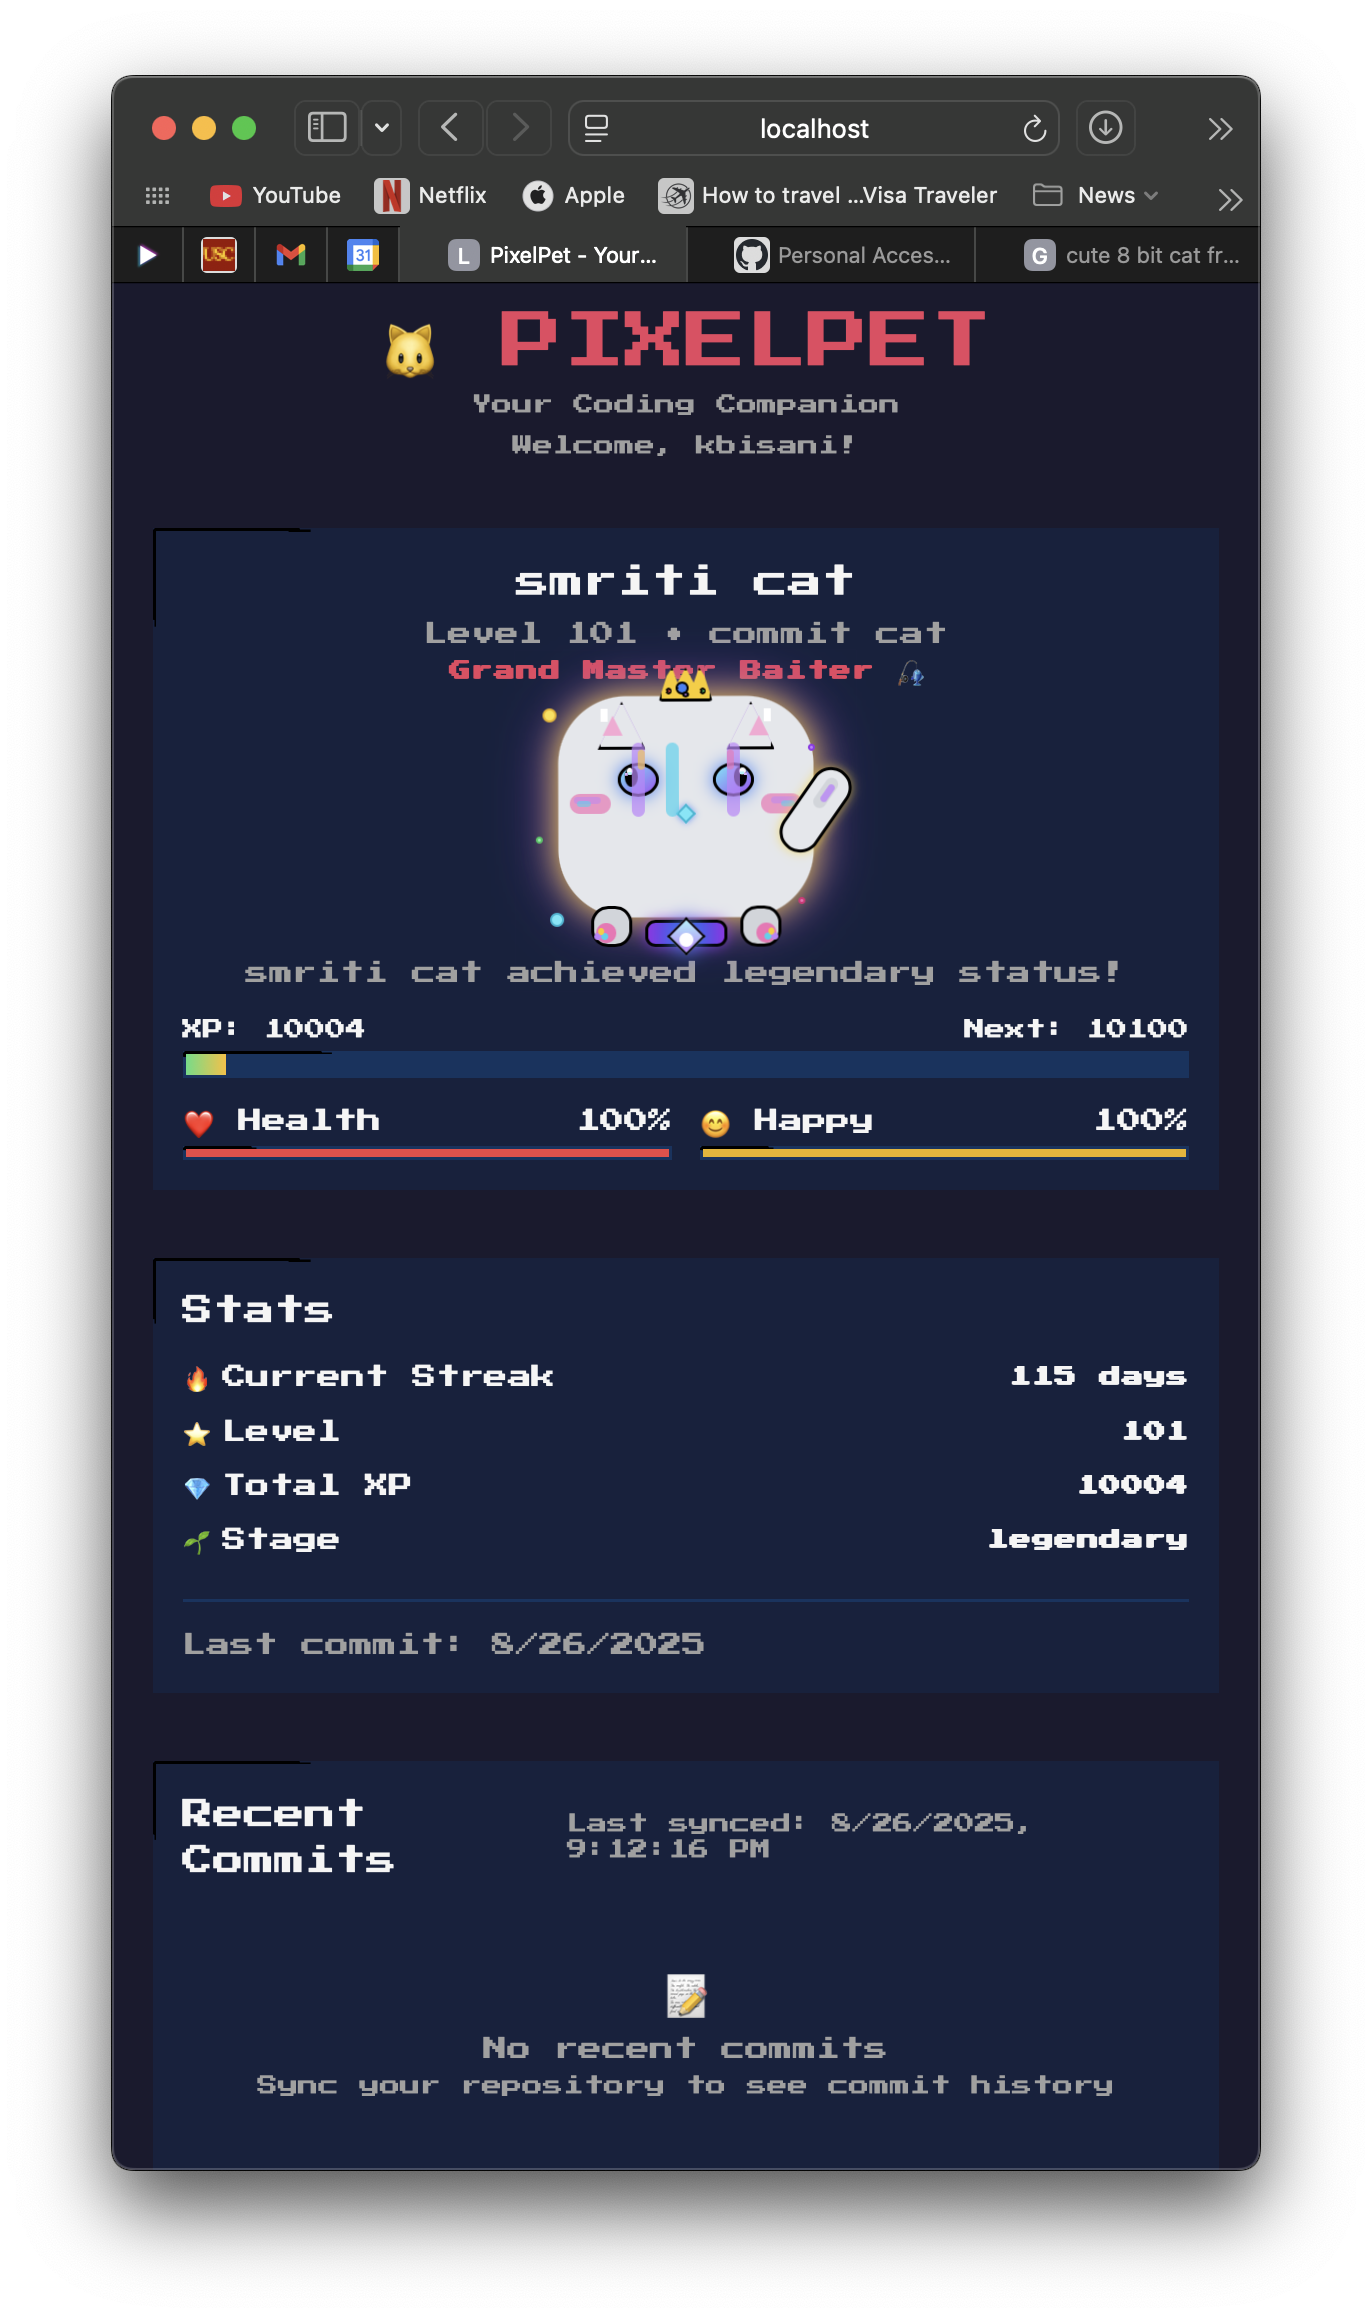 localhost
YouTube
Netflix
Apple
How to travel ...Visa Traveler
News
USC
31
L
PixelPet - Your...
Personal Acces...
G
cute 8 bit cat fr...
PIXELPET
Your Coding Companion
Welcome, kbisani!
smriti cat
Level 101 • commit cat
Grand Master Baiter
smriti cat achieved legendary status!
XP: 10004
Next: 10100
Health
100%
Happy
100%
Stats
Current Streak
115 days
Level
101
Total XP
10004
Stage
legendary
Last commit: 8/26/2025
Recent
Commits
Last synced: 8/26/2025,
9:12:16 PM
No recent commits
Sync your repository to see commit history